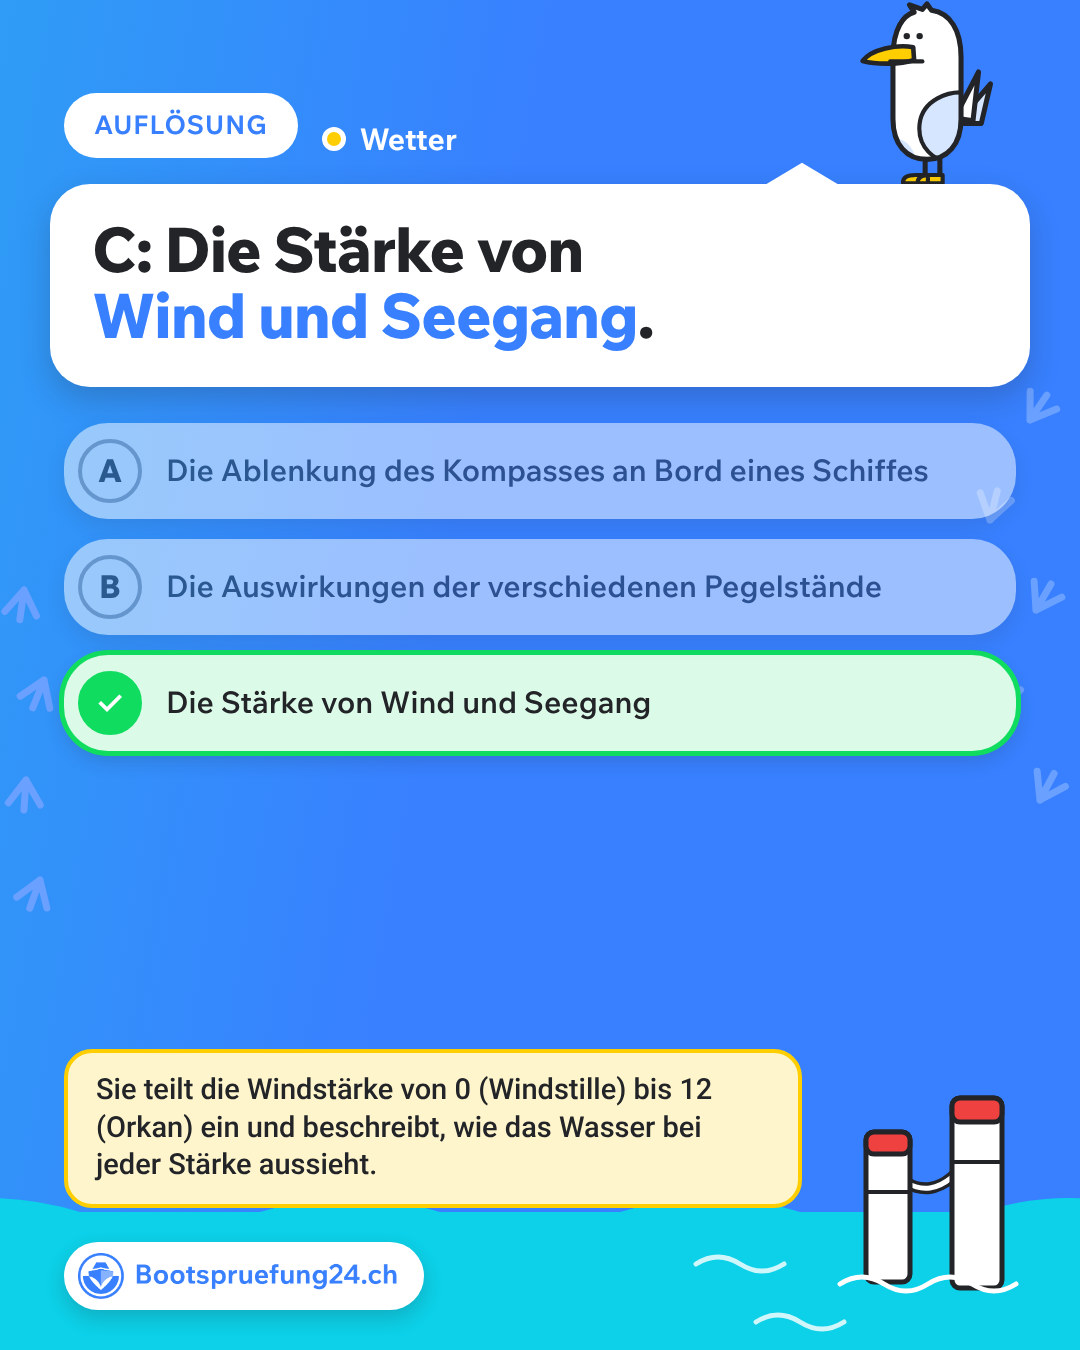 AUFLÖSUNG
Wetter
C: Die Stärke von
Wind und Seegang.
A Die Ablenkung des Kompasses an Bord eines Schiffes
B Die Auswirkungen der verschiedenen Pegelstände
Die Stärke von Wind und Seegang
Sie teilt die Windstärke von 0 (Windstille) bis 12
(Orkan) ein und beschreibt, wie das Wasser bei
jeder Stärke aussieht.
Bootspruefung24.ch